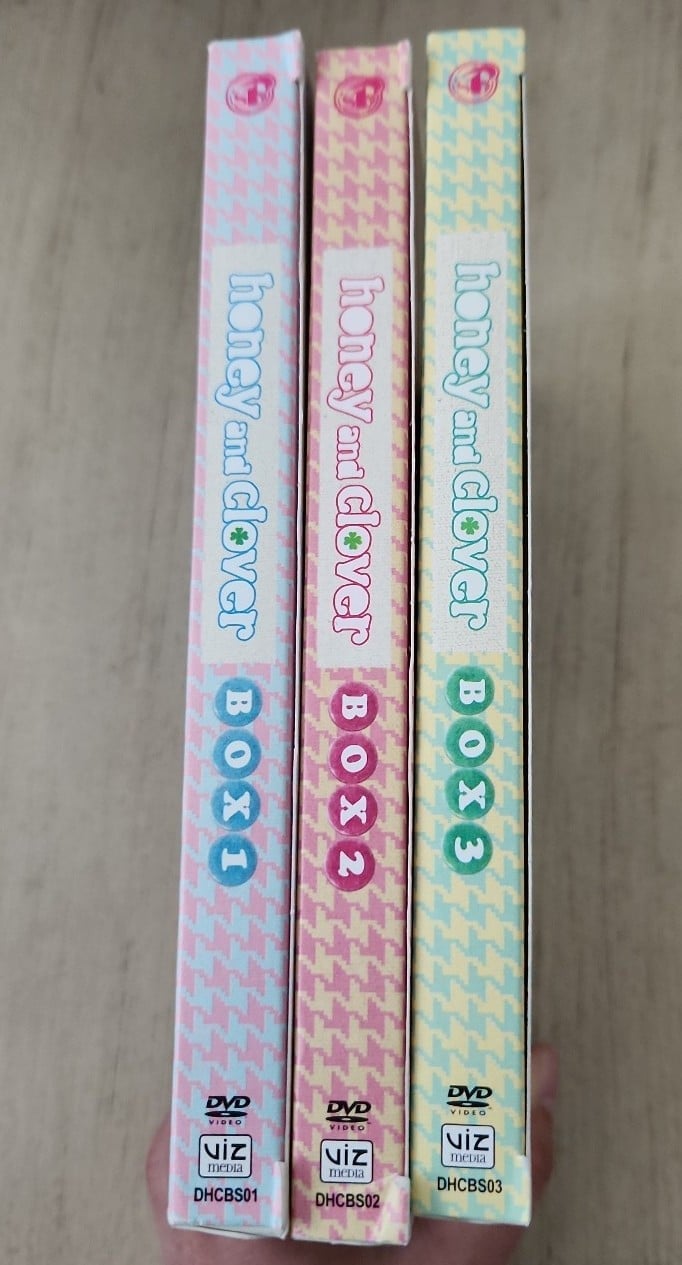 honey and clover
BOX 1
DVD
VIDEO
VIZ
media
DHCBS01
honey and clover
BOX 2
DVD
VIDEO
VIZ
media
DHCBS02
honey and clover
BOX 3
DVD
VIDEO
VIZ
media
DHCBS03